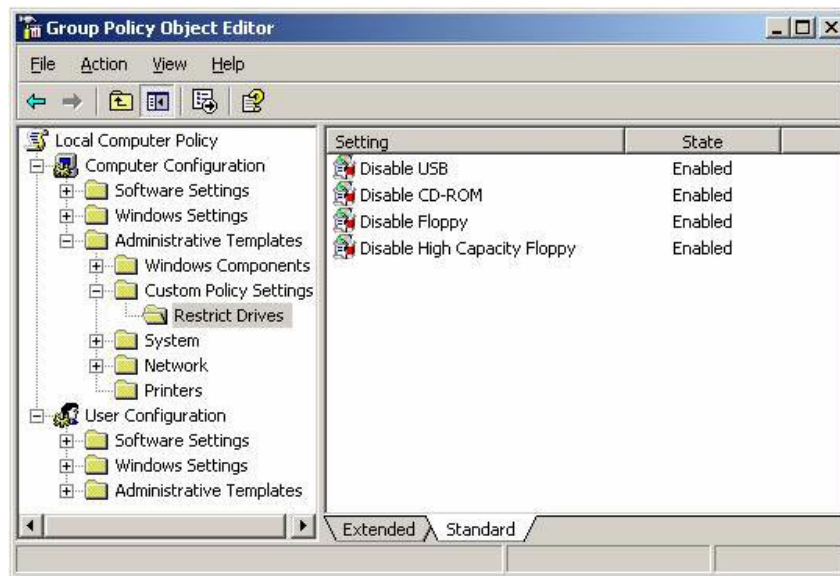 Group Policy Object Editor
File Action View Help
Local Computer Policy
Computer Configuration
Software Settings
Windows Settings
Administrative Templates
Windows Components
Custom Policy Settings
Restrict Drives
System
Network
Printers
User Configuration
Software Settings
Windows Settings
Administrative Templates
Setting State
Disable USB Enabled
Disable CD-ROM Enabled
Disable Floppy Enabled
Disable High Capacity Floppy Enabled
Extended Standard